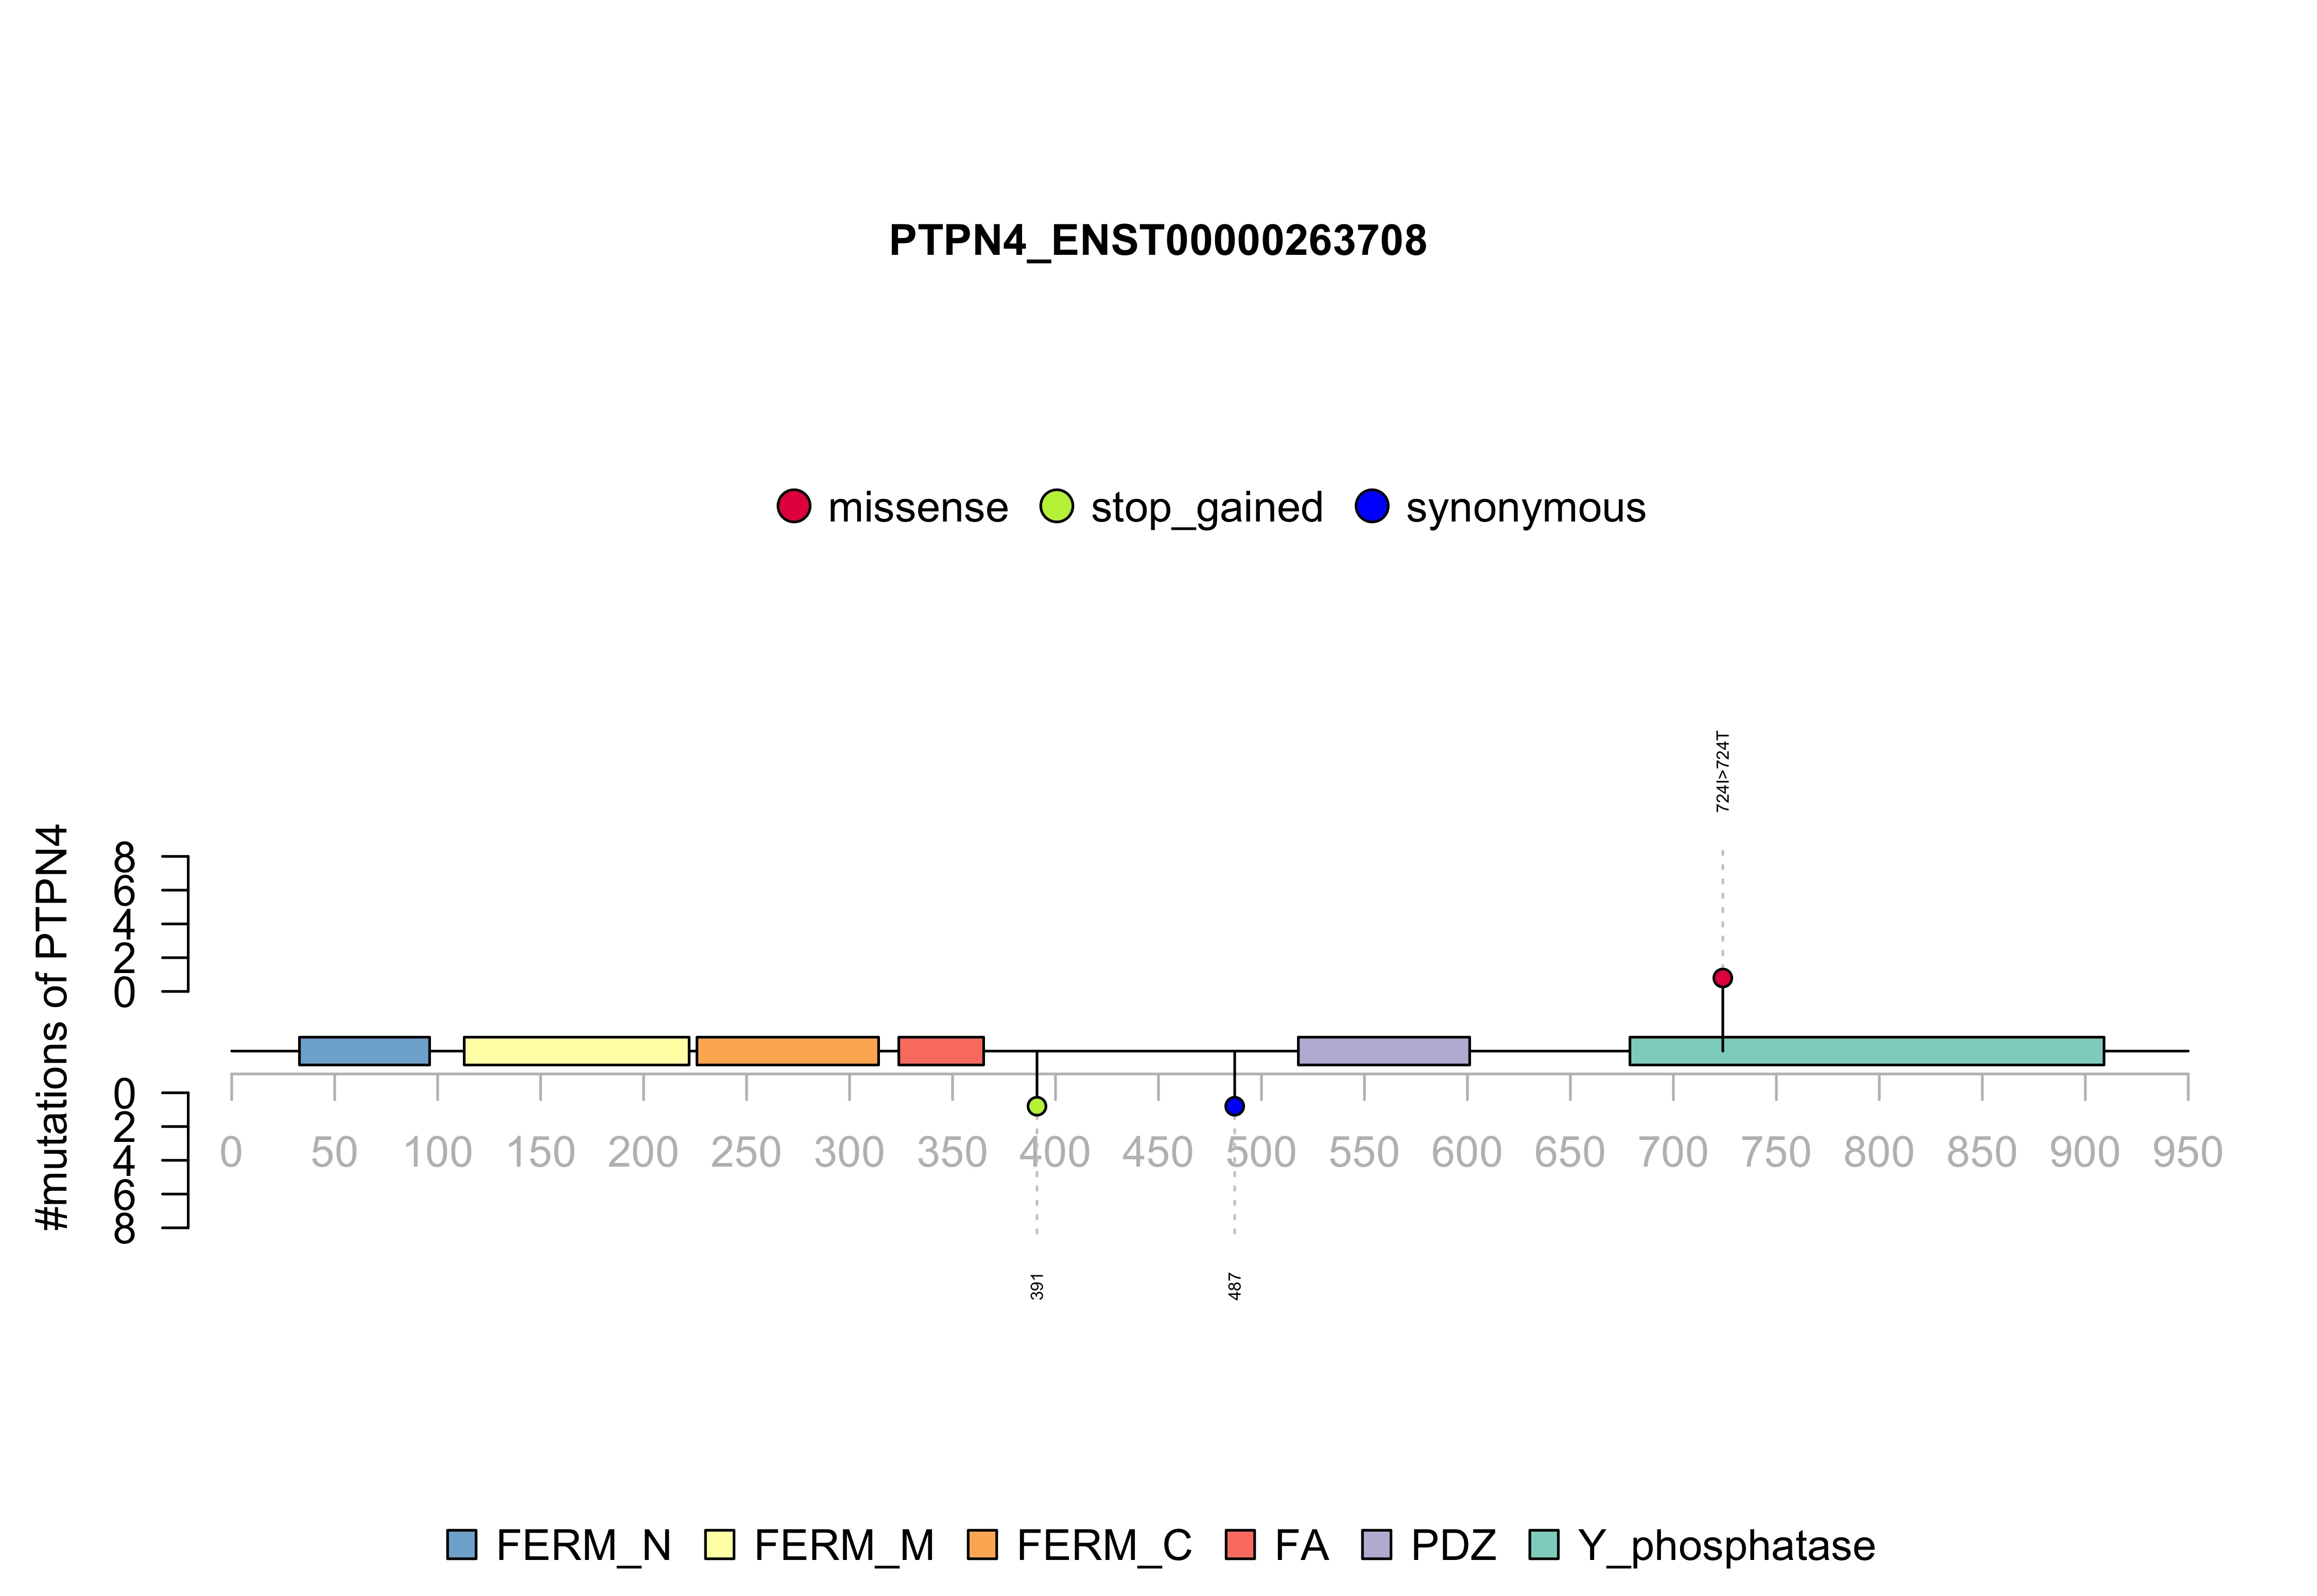 PTPN4_ENST00000263708
missense stop_gained synonymous
724I>724T
#mutations of PTPN4
8
6
4
2
0
0
2
4
6
8
0 50 100 150 200 250 300 350 400 450 500 550 600 650 700 750 800 850 900 950
391 487
FERM_N FERM_M FERM_C FA PDZ Y_phosphatase